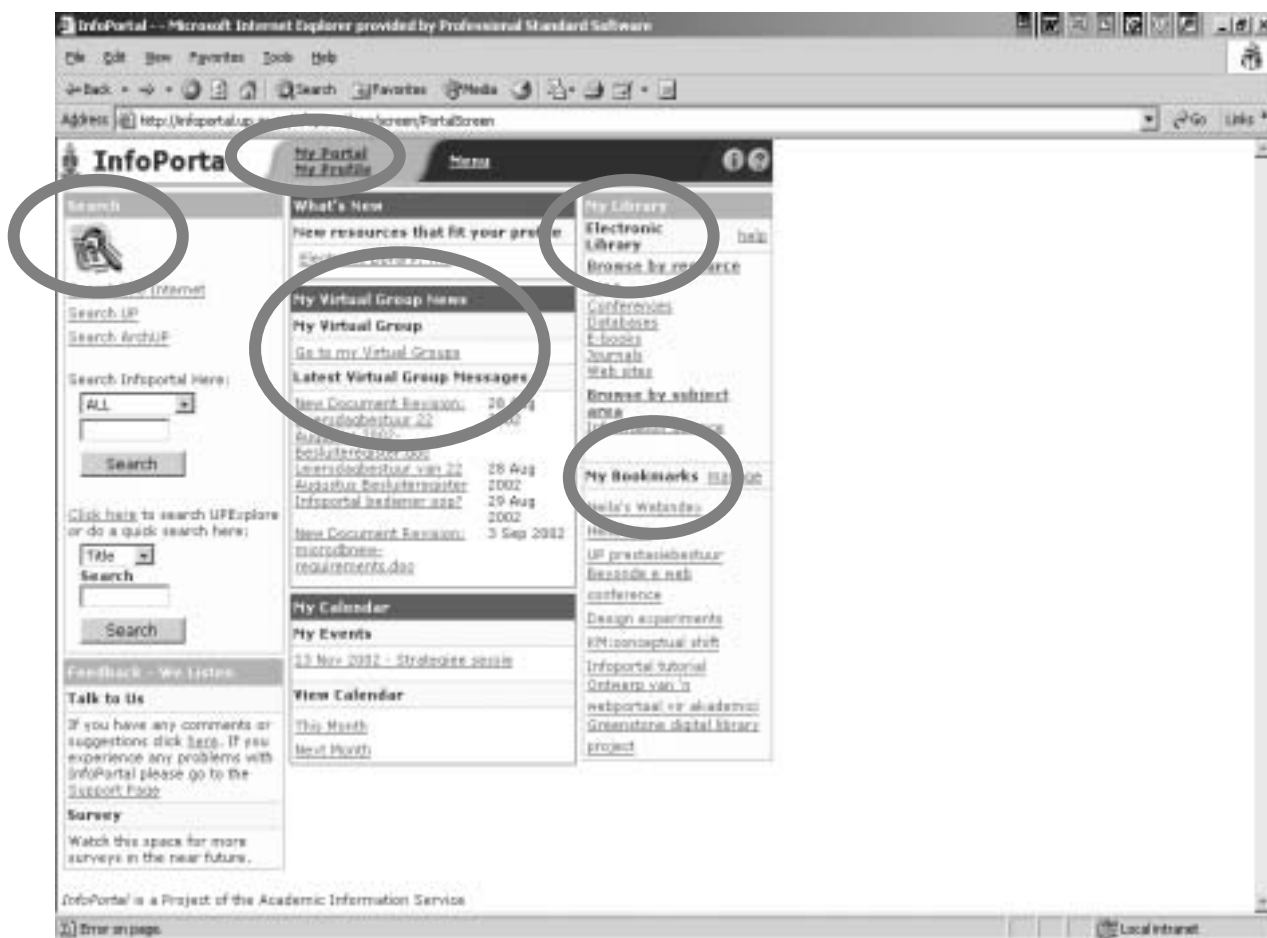 InfoPortal -- Microsoft Internet Explorer provided by Professional Standard Software
File Edit View Favorites Tools Help
Back Search Favorites Media
Address
Go Links
InfoPorta
My Portal
My Profile
Menu
Search
Internet
Search UP
Search ArchUP
Search Infoportal Here:
ALL
Search
Click here to search UPExplore
or do a quick search here:
Title
Search
Search
Feedback - We Listen
Talk to Us
If you have any comments or
suggestions click here. If you
experience any problems with
InfoPortal please go to the
Support Page
Survey
Watch this space for more
surveys in the near future.
What's New
New resources that fit your profile
My Virtual Group News
My Virtual Group
Go to my Virtual Groups
Latest Virtual Group Messages
New Document Revision: 28 Aug
Leersdagbestuur 22 2002
Augustus 2002-
Besluiteregister.doc
Leersdagbestuur van 22 28 Aug
Augustus Besluiteregister 2002
Infoportal bediener op? 29 Aug
2002
New Document Revision: 3 Sep 2002
microdbnew-
requirements.doc
My Calendar
My Events
13 Nov 2002 - Strategiese sessie
View Calendar
This Month
Next Month
My Library
Electronic
Library help
Browse by resource
Conferences
Databases
E-books
Journals
Web sites
Browse by subject
area
My Bookmarks manage
UP prestasiebestuur
conference
Design experiments
KM:conceptual shift
Infoportal tutorial
Ontwerp van 'n
webportaal vir akademici
Greenstone digital library
project
InfoPortal is a Project of the Academic Information Service
Error on page.
Local intranet